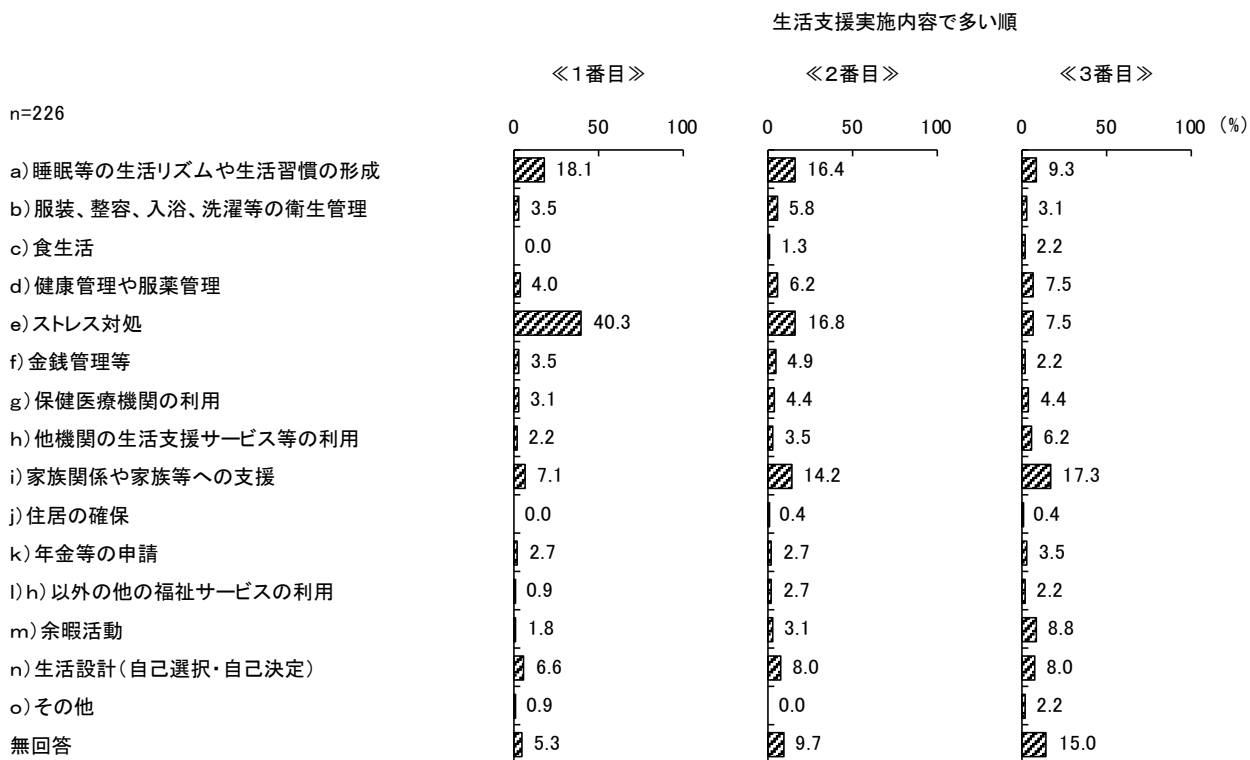 生活支援実施内容で多い順
≪1番目≫ ≪2番目≫ ≪3番目≫
n=226
0 50 100 0 50 100 0 50 100 (%)
a)睡眠等の生活リズムや生活習慣の形成 18.1 16.4 9.3
b)服装、整容、入浴、洗濯等の衛生管理 3.5 5.8 3.1
c)食生活 0.0 1.3 2.2
d)健康管理や服薬管理 4.0 6.2 7.5
e)ストレス対処 40.3 16.8 7.5
f)金銭管理等 3.5 4.9 2.2
g)保健医療機関の利用 3.1 4.4 4.4
h)他機関の生活支援サービス等の利用 2.2 3.5 6.2
i)家族関係や家族等への支援 7.1 14.2 17.3
j)住居の確保 0.0 0.4 0.4
k)年金等の申請 2.7 2.7 3.5
l)h)以外の他の福祉サービスの利用 0.9 2.7 2.2
m)余暇活動 1.8 3.1 8.8
n)生活設計(自己選択・自己決定) 6.6 8.0 8.0
o)その他 0.9 0.0 2.2
無回答 5.3 9.7 15.0